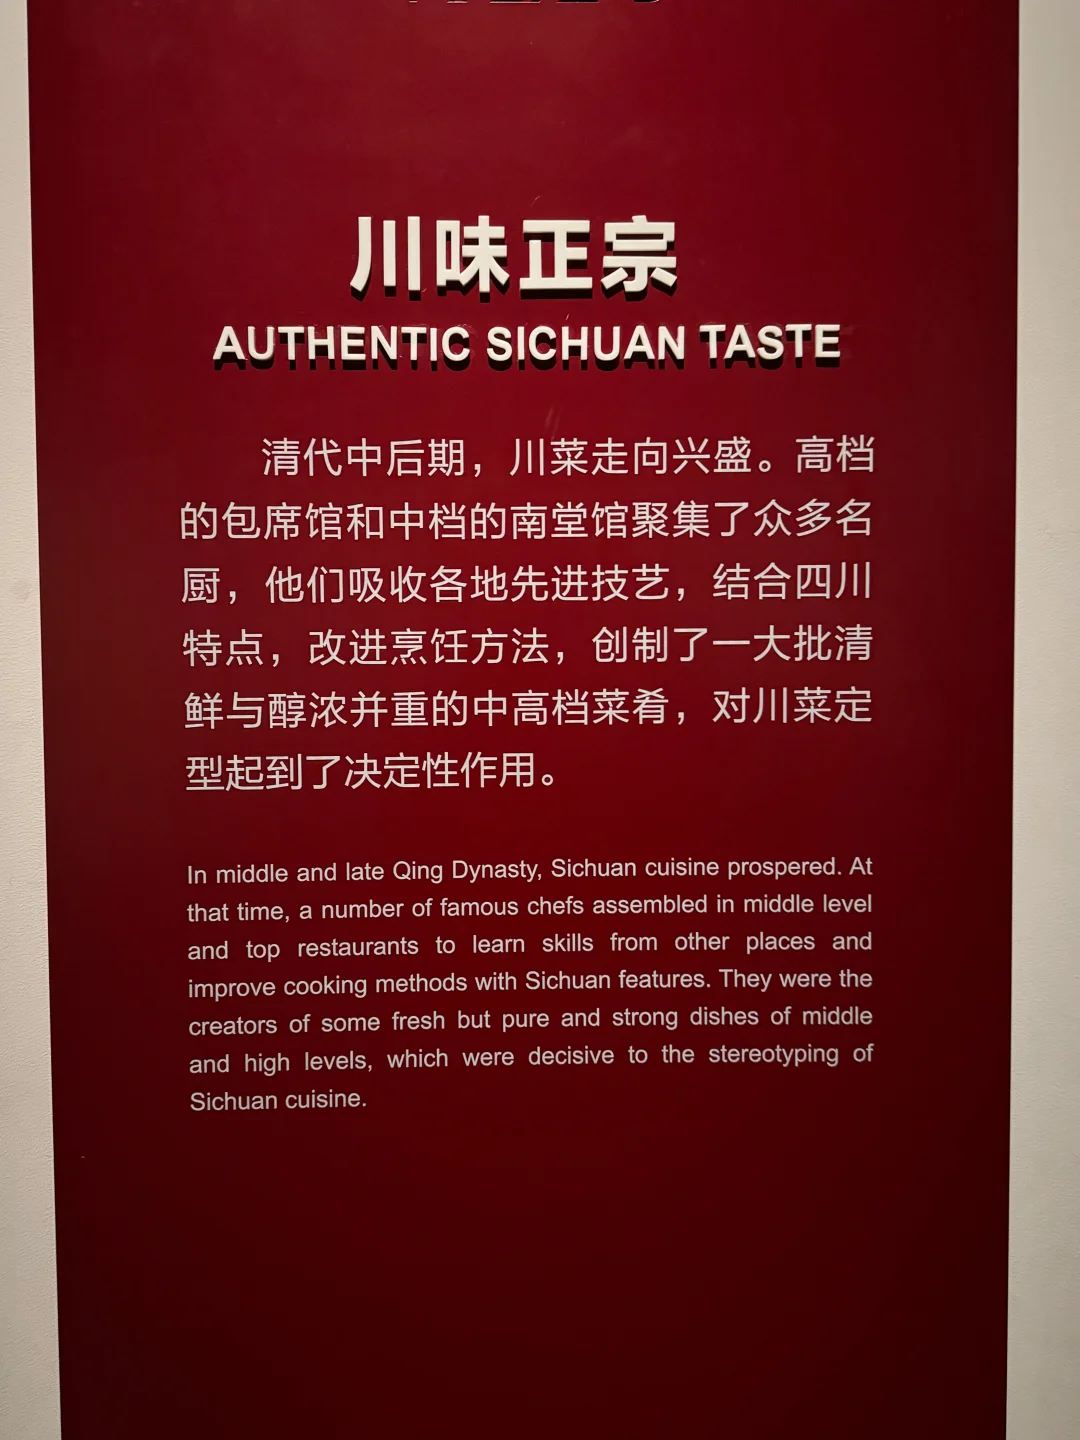 川味正宗
AUTHENTIC SICHUAN TASTE
清代中后期，川菜走向兴盛。高档
的包席馆和中档的南堂馆聚集了众多名
厨，他们吸收各地先进技艺，结合四川
特点，改进烹饪方法，创制了一大批清
鲜与醇浓并重的中高档菜肴，对川菜定
型起到了决定性作用。
In middle and late Qing Dynasty, Sichuan cuisine prospered. At
that time, a number of famous chefs assembled in middle level
and top restaurants to learn skills from other places and
improve cooking methods with Sichuan features. They were the
creators of some fresh but pure and strong dishes of middle
and high levels, which were decisive to the stereotyping of
Sichuan cuisine.